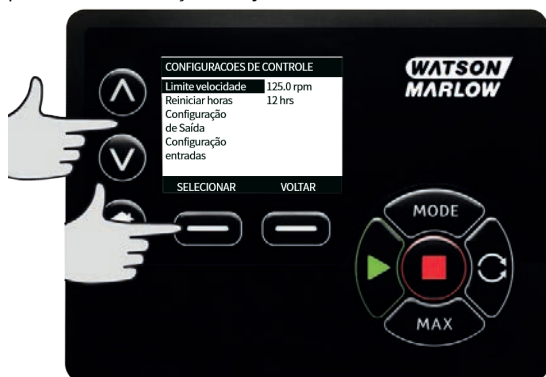 CONFIGURACOES DE CONTROLE
Limite velocidade 125.0 rpm
Reiniciar horas 12 hrs
Configuração
de Saída
Configuração
entradas
SELECIONAR VOLTAR
WATSON
MARLOW
MODE
MAX